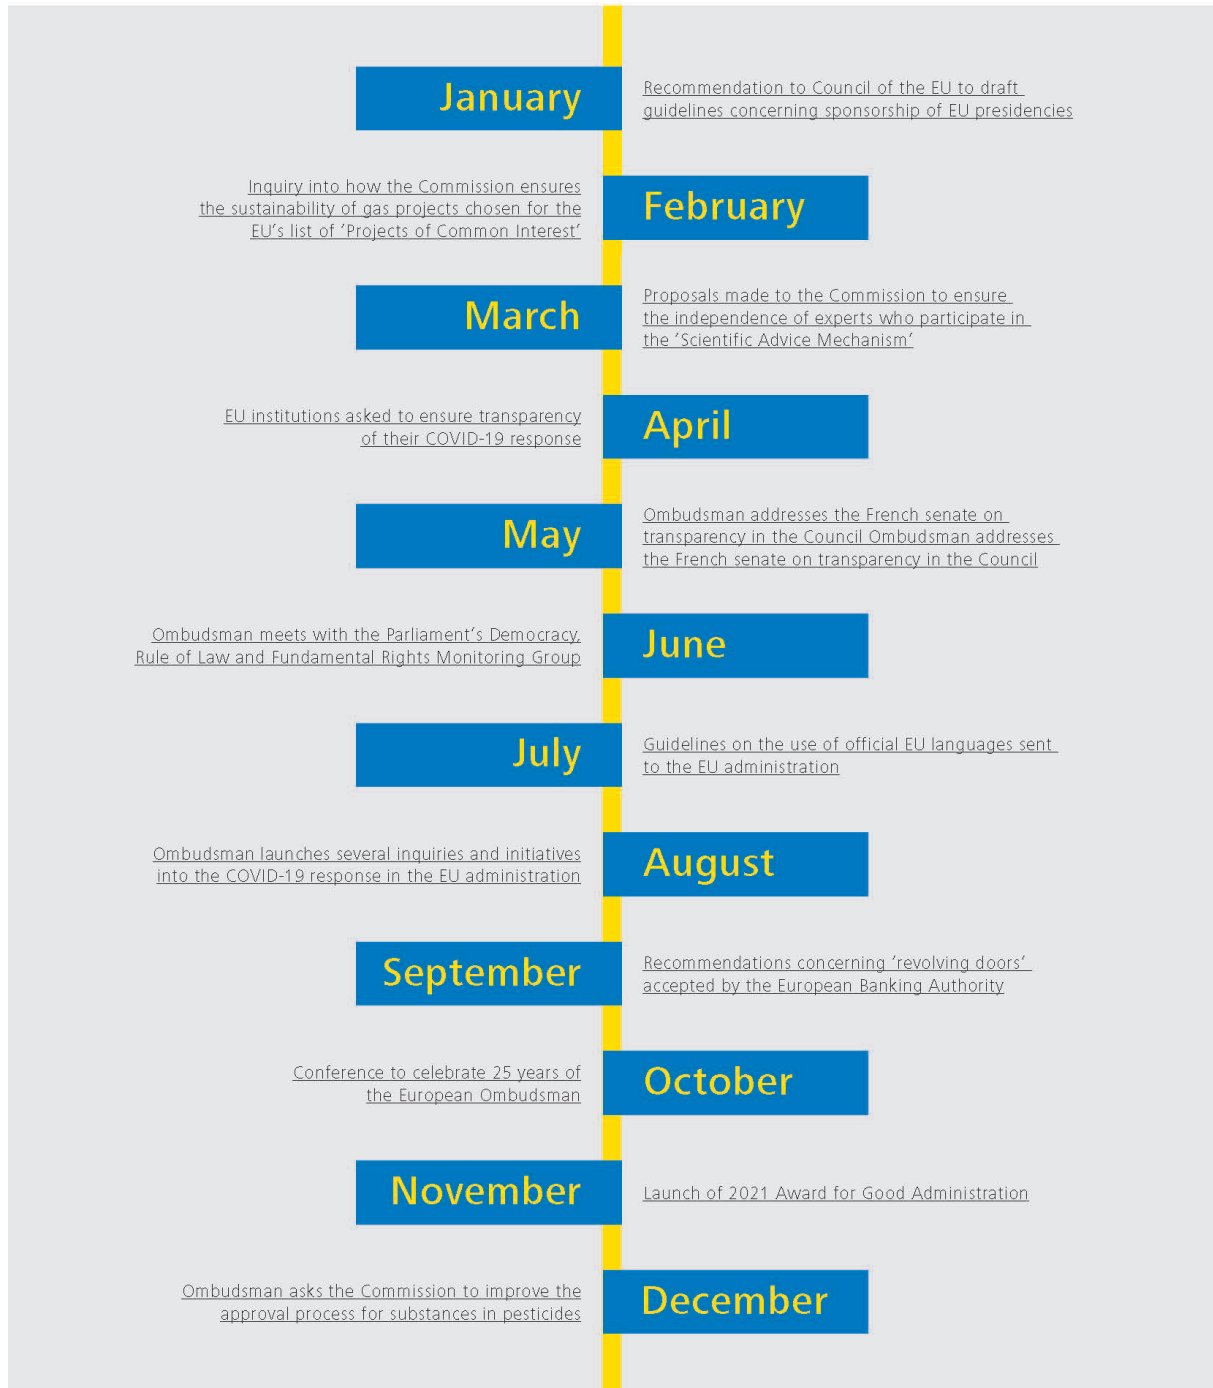 January
Recommendation to Council of the EU to draft
guidelines concerning sponsorship of EU presidencies
Inquiry into how the Commission ensures
the sustainability of gas projects chosen for the
EU’s list of ‘Projects of Common Interest’
February
March
Proposals made to the Commission to ensure
the independence of experts who participate in
the ‘Scientific Advice Mechanism’
EU institutions asked to ensure transparency
of their COVID-19 response
April
May
Ombudsman addresses the French senate on
transparency in the Council Ombudsman addresses
the French senate on transparency in the Council
Ombudsman meets with the Parliament’s Democracy,
Rule of Law and Fundamental Rights Monitoring Group
June
July
Guidelines on the use of official EU languages sent
to the EU administration
Ombudsman launches several inquiries and initiatives
into the COVID-19 response in the EU administration
August
September
Recommendations concerning ‘revolving doors’
accepted by the European Banking Authority
Conference to celebrate 25 years of
the European Ombudsman
October
November
Launch of 2021 Award for Good Administration
Ombudsman asks the Commission to improve the
approval process for substances in pesticides
December